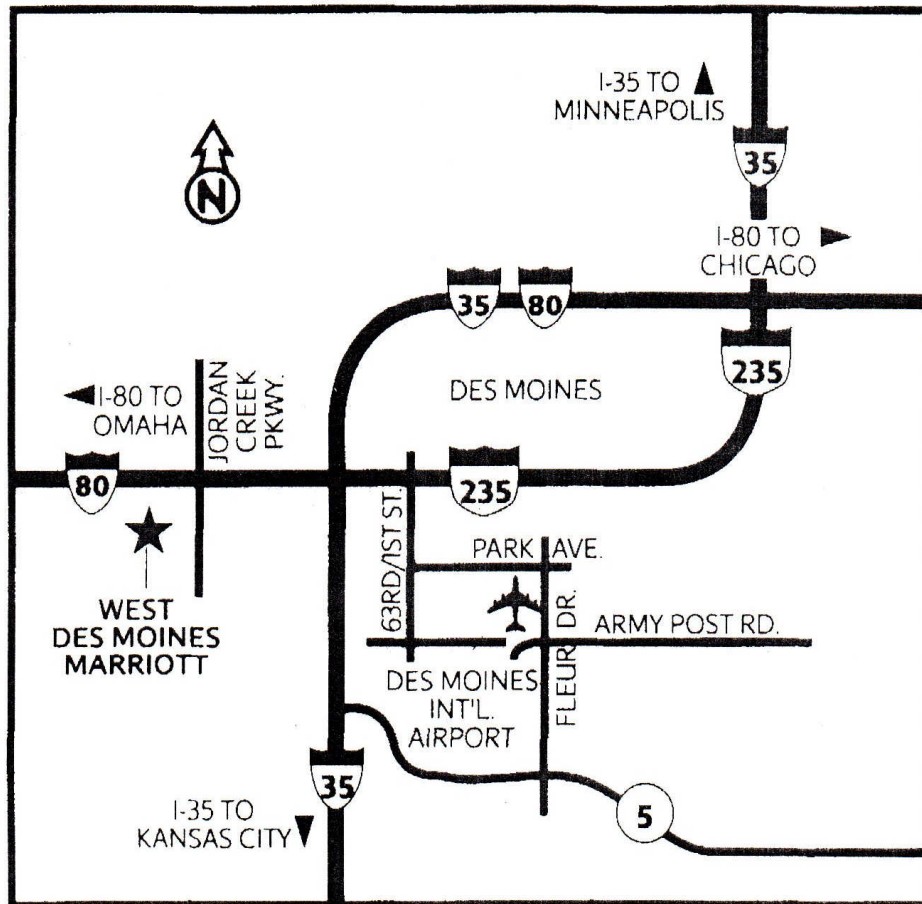 I-35 TO
MINNEAPOLIS
35
N
I-80 TO
CHICAGO
35
80
235
I-80 TO
OMAHA
JORDAN
CREEK
PKWY.
DES MOINES
80
235
63RD/1ST ST.
PARK AVE.
WEST
DES MOINES
MARRIOTT
FLEUR DR.
ARMY POST RD.
DES MOINES
INT'L.
AIRPORT
35
I-35 TO
KANSAS CITY
5